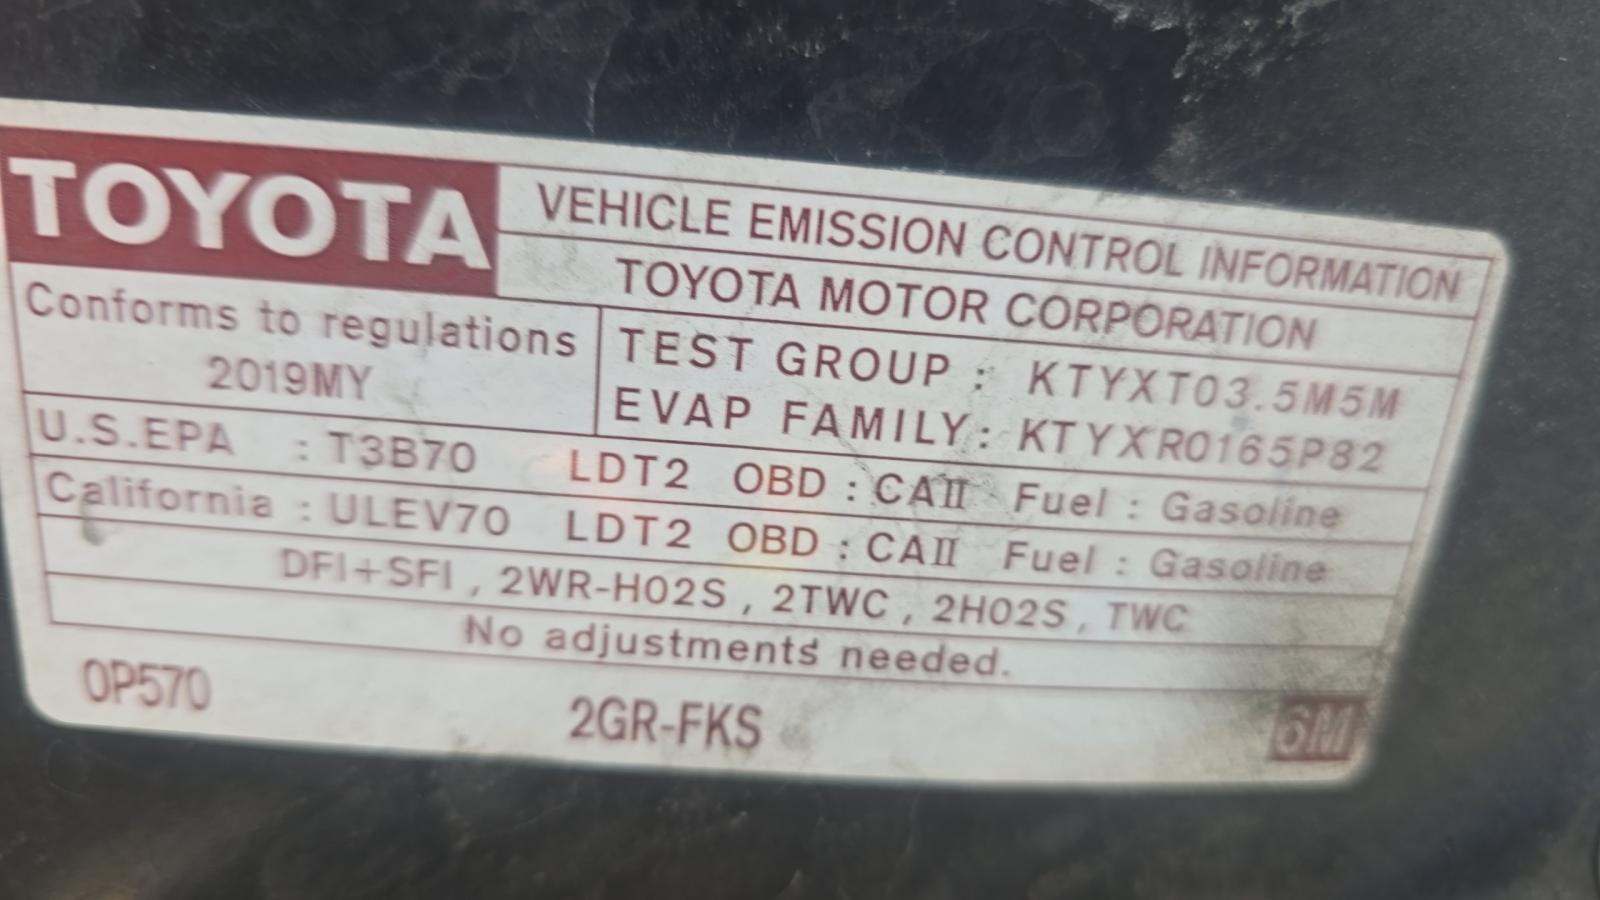 TOYOTA
VEHICLE EMISSION CONTROL INFORMATION
TOYOTA MOTOR CORPORATION
Conforms to regulations
2019MY
TEST GROUP : KTYXT03.5M5M
EVAP FAMILY: KTYXR0165P82
U.S.EPA : T3B70 LDT2 OBD : CAII Fuel : Gasoline
California : ULEV70 LDT2 OBD : CAII Fuel : Gasoline
DFI+SFI , 2WR-HO2S , 2TWC , 2HO2S , TWC
No adjustments needed.
0P570 2GR-FKS 6M